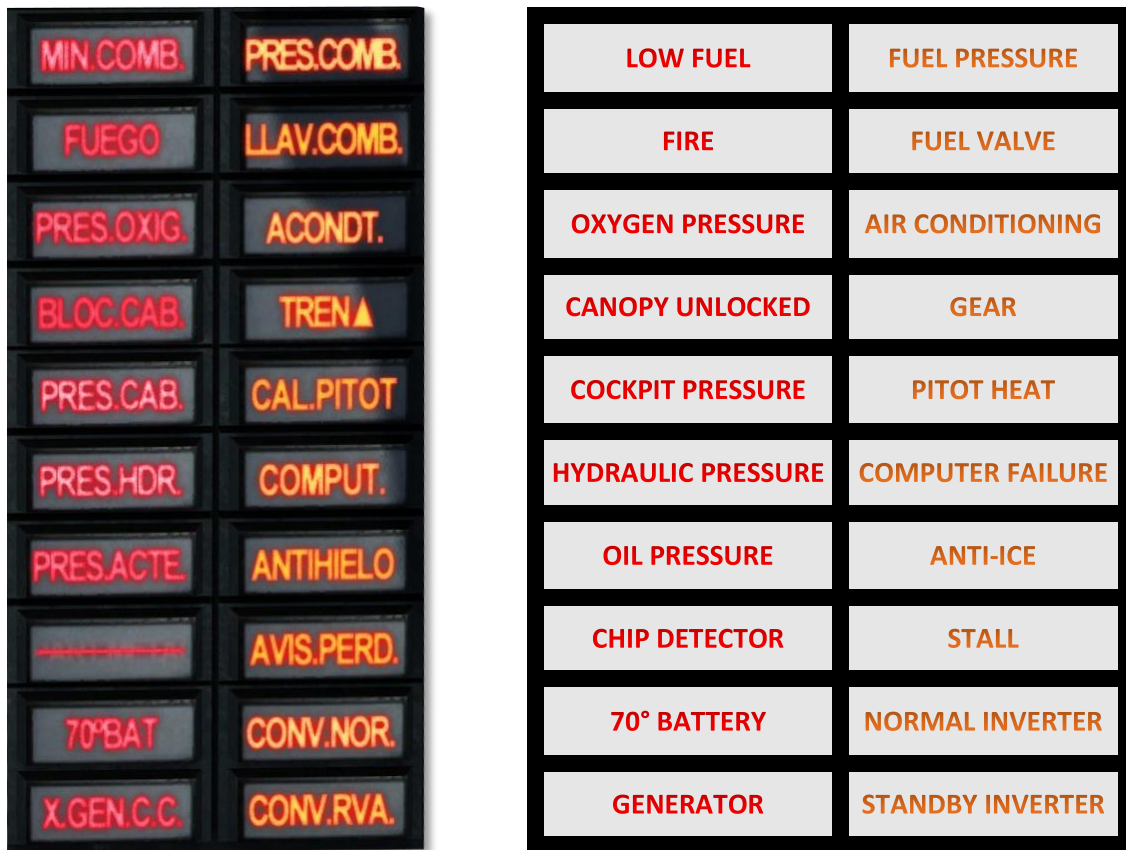 MIN.COMB.
PRES.COMB.
FUEGO
LLAV.COMB.
PRES.OXIG.
ACONDT.
BLOC.CAB.
TREN▲
PRES.CAB.
CAL.PITOT
PRES.HDR.
COMPUT.
PRES.ACTE.
ANTIHIELO
AVIS.PERD.
70ºBAT
CONV.NOR.
X.GEN.C.C.
CONV.RVA.
LOW FUEL
FUEL PRESSURE
FIRE
FUEL VALVE
OXYGEN PRESSURE
AIR CONDITIONING
CANOPY UNLOCKED
GEAR
COCKPIT PRESSURE
PITOT HEAT
HYDRAULIC PRESSURE
COMPUTER FAILURE
OIL PRESSURE
ANTI-ICE
CHIP DETECTOR
STALL
70° BATTERY
NORMAL INVERTER
GENERATOR
STANDBY INVERTER